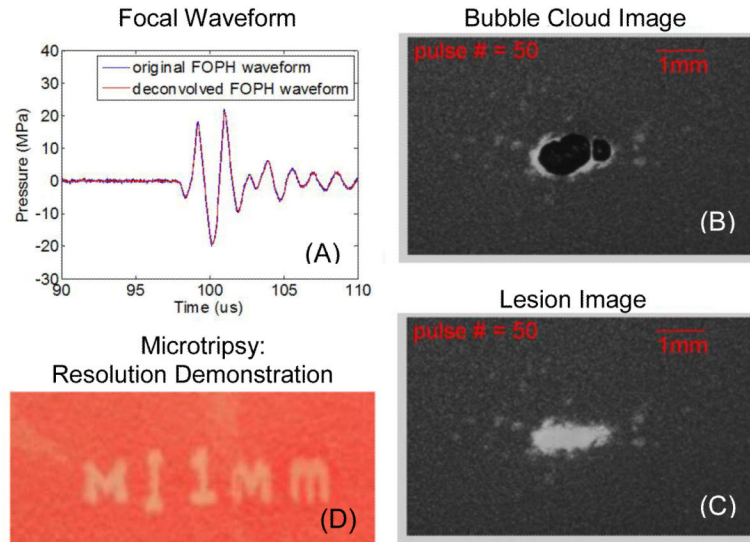 Focal Waveform
40
30
20
10
0
-10
-20
-30
Pressure (MPa)
original FOPH waveform
deconvolved FOPH waveform
(A)
90 95 100 105 110
Time (us)
Bubble Cloud Image
pulse # = 50
1mm
(B)
Microtripsy:
Resolution Demonstration
M I 1 M m
(D)
Lesion Image
pulse # = 50
1mm
(C)